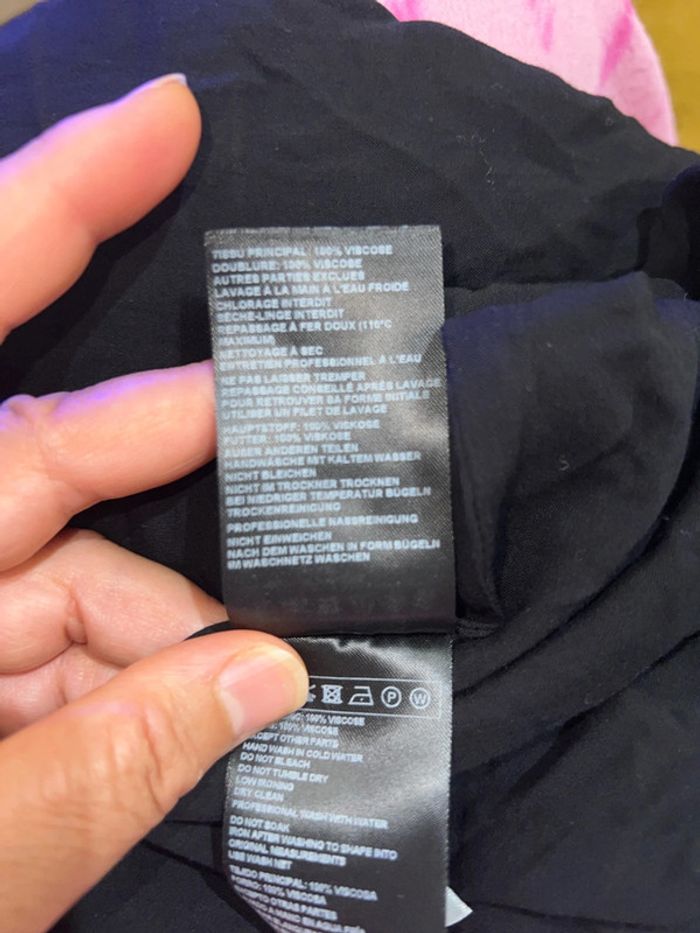 TISSU PRINCIPAL: 100% VISCOSE
DOUBLURE: 100% VISCOSE
AUTRES PARTIES EXCLUES
LAVAGE À LA MAIN À L'EAU FROIDE
CHLORAGE INTERDIT
SÈCHE-LINGE INTERDIT
REPASSAGE À FER DOUX (110°C
MAXIMUM
NETTOYAGE À SEC
ENTRETIEN PROFESSIONNEL À L'EAU
NE PAS LAISSER TREMPER
REPASSAGE CONSEILLÉ APRÈS LAVAGE
POUR RETROUVER SA FORME INITIALE
UTILISER UN FILET DE LAVAGE
HAUPTSTOFF: 100% VISKOSE
FUTTER: 100% VISKOSE
AUßER ANDEREN TEILEN
HANDWÄSCHE MIT KALTEM WASSER
NICHT BLEICHEN
NICHT IM TROCKNER TROCKNEN
BEI NIEDRIGER TEMPERATUR BÜGELN
TROCKENREINIGUNG
PROFESSIONELLE NASSREINIGUNG
NICHT EINWEICHEN
NACH DEM WASCHEN IN FORM BÜGELN
IM WASCHNETZ WASCHEN
P W
100% VISCOSE
100% VISCOSE
EXCEPT OTHER PARTS
HAND WASH IN COLD WATER
DO NOT BLEACH
DO NOT TUMBLE DRY
LOW IRONING
DRY CLEAN
PROFESSIONAL WASH WITH WATER
DO NOT SOAK
IRON AFTER WASHING TO SHAPE INTO
ORIGINAL MEASUREMENTS
USE WASH NET
TEJIDO PRINCIPAL: 100% VISCOSA
FORRO: 100% VISCOSA
EXCEPTO OTRAS PARTES